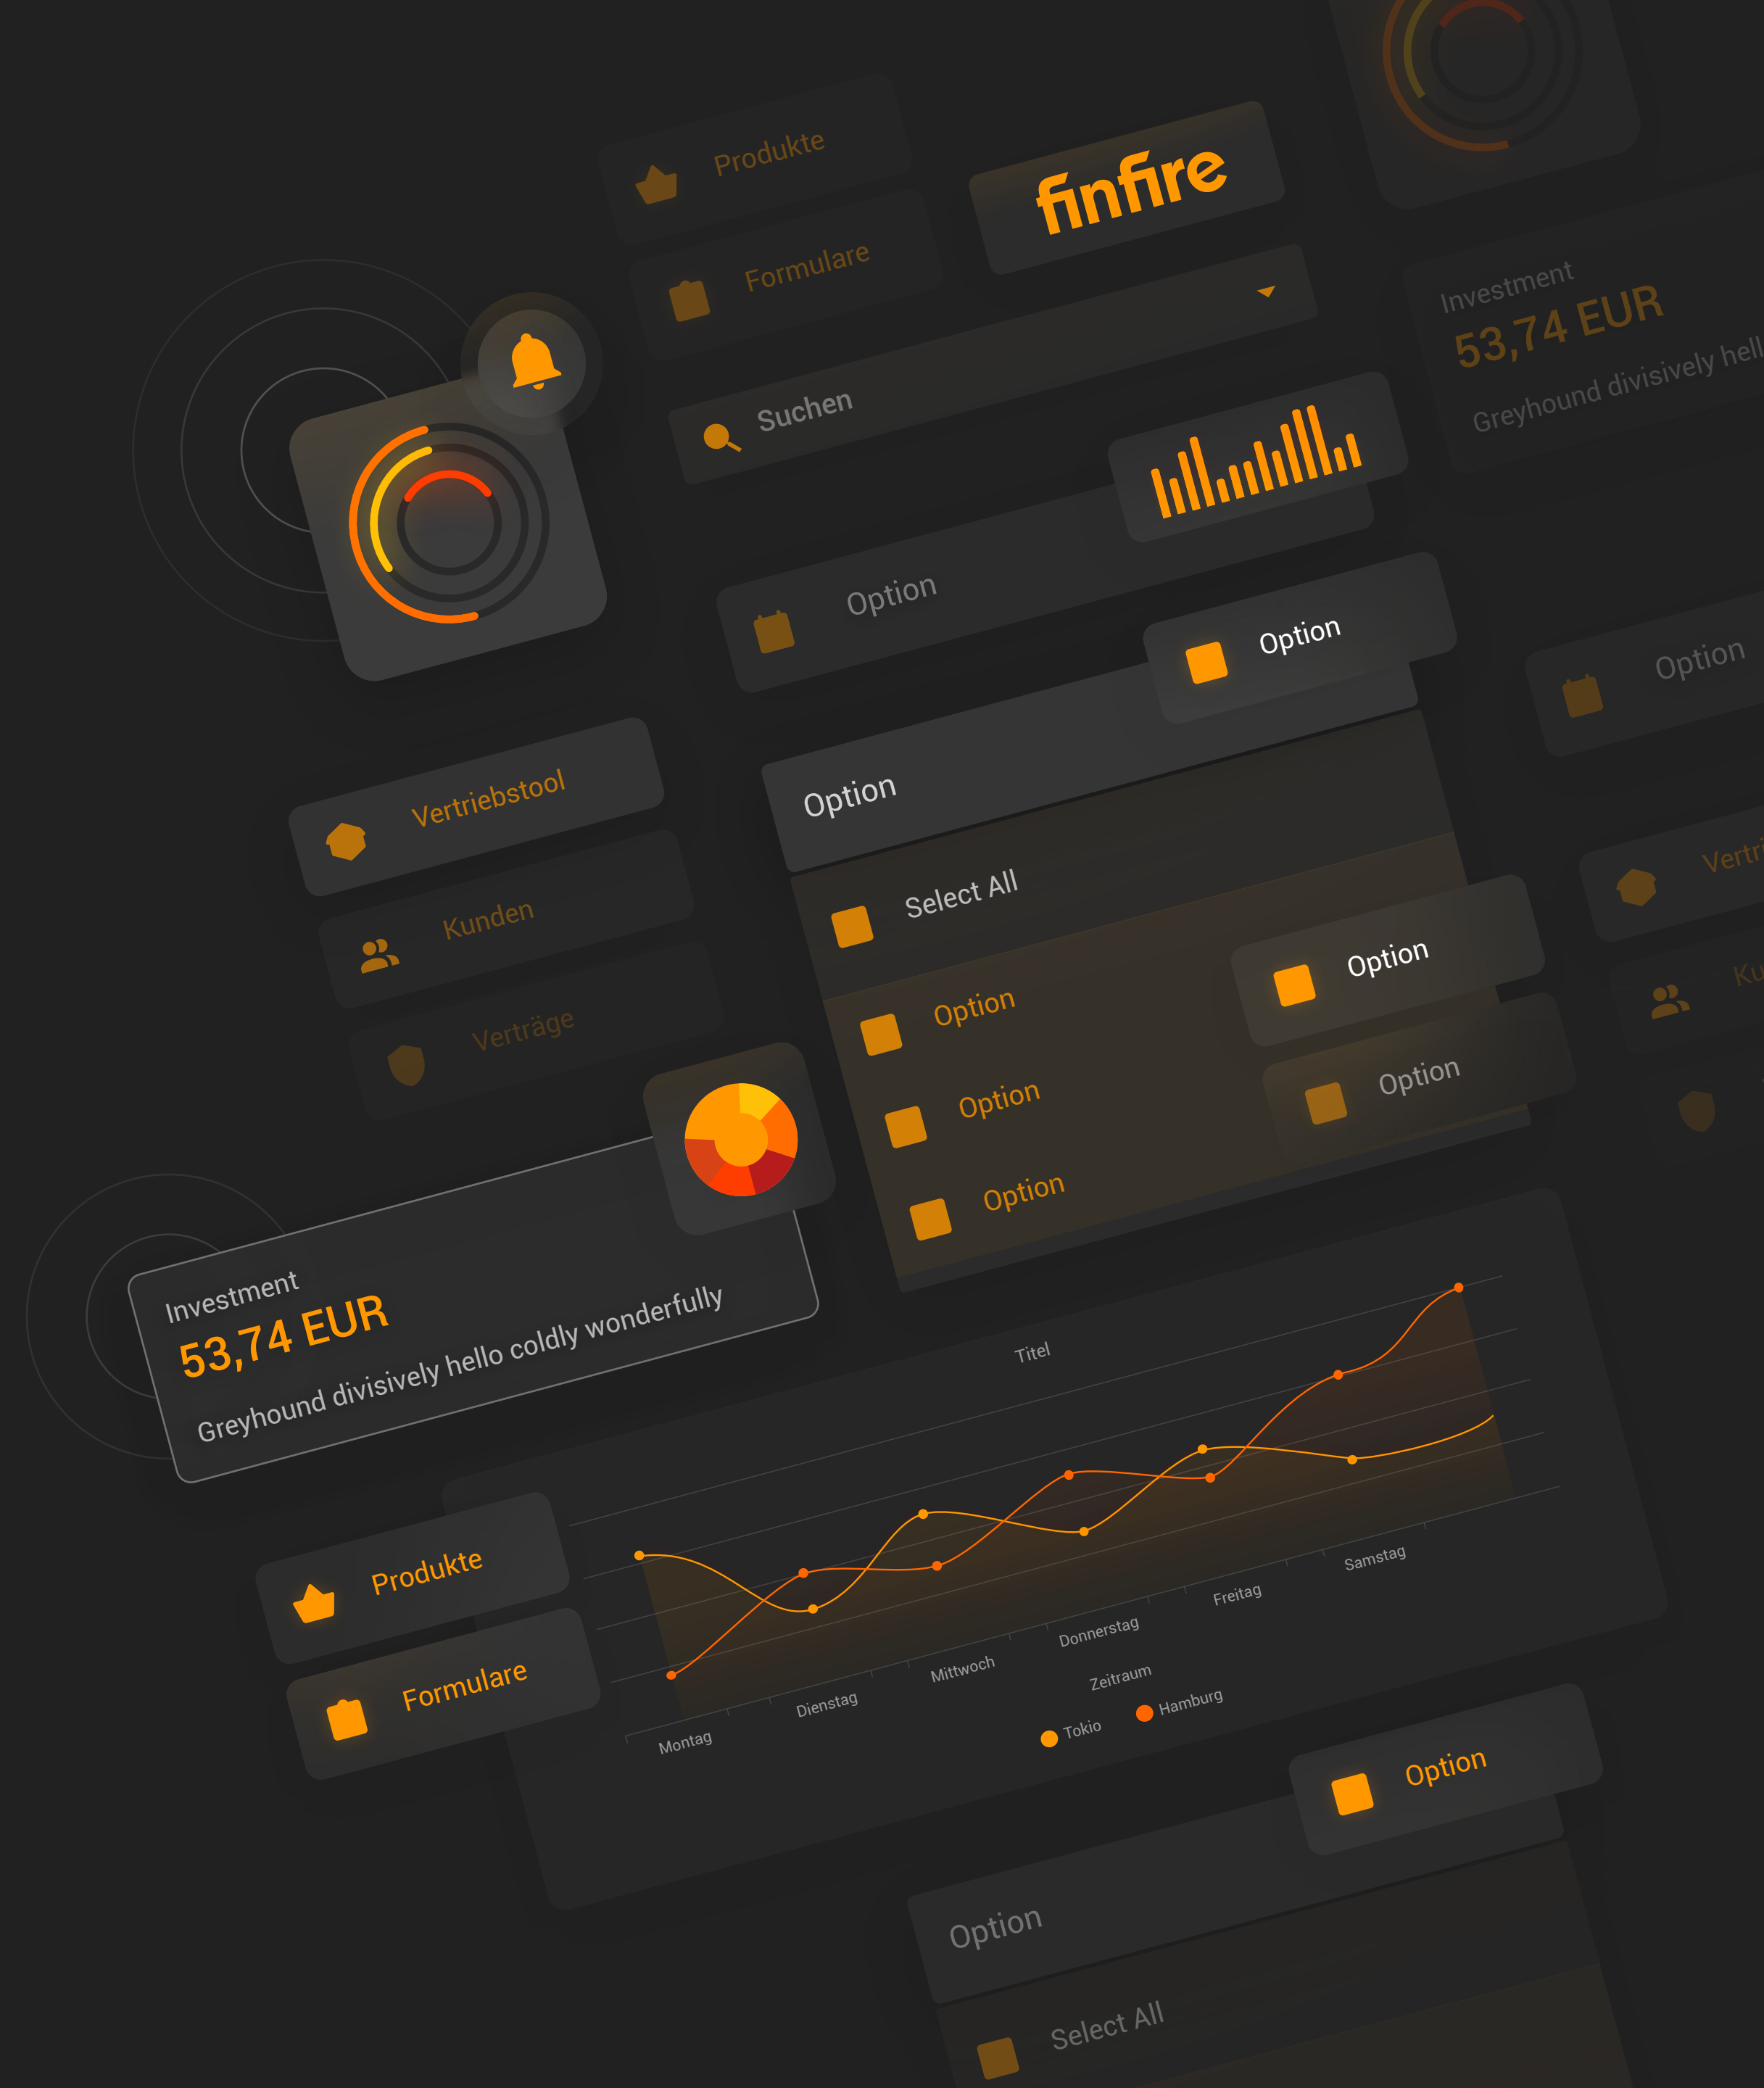 Produkte
finfire
Formulare
Investment
53,74 EUR
Greyhound divisively hell
Suchen
Option
Option
Option
Vertriebstool
Option
Kunden
Select All
Verträge
Option
Option
Option
Option
Option
Investment
53,74 EUR
Greyhound divisively hello coldly wonderfully
Titel
Produkte
Formulare
Montag
Dienstag
Mittwoch
Donnerstag
Freitag
Samstag
Zeitraum
Tokio
Hamburg
Option
Option
Select All